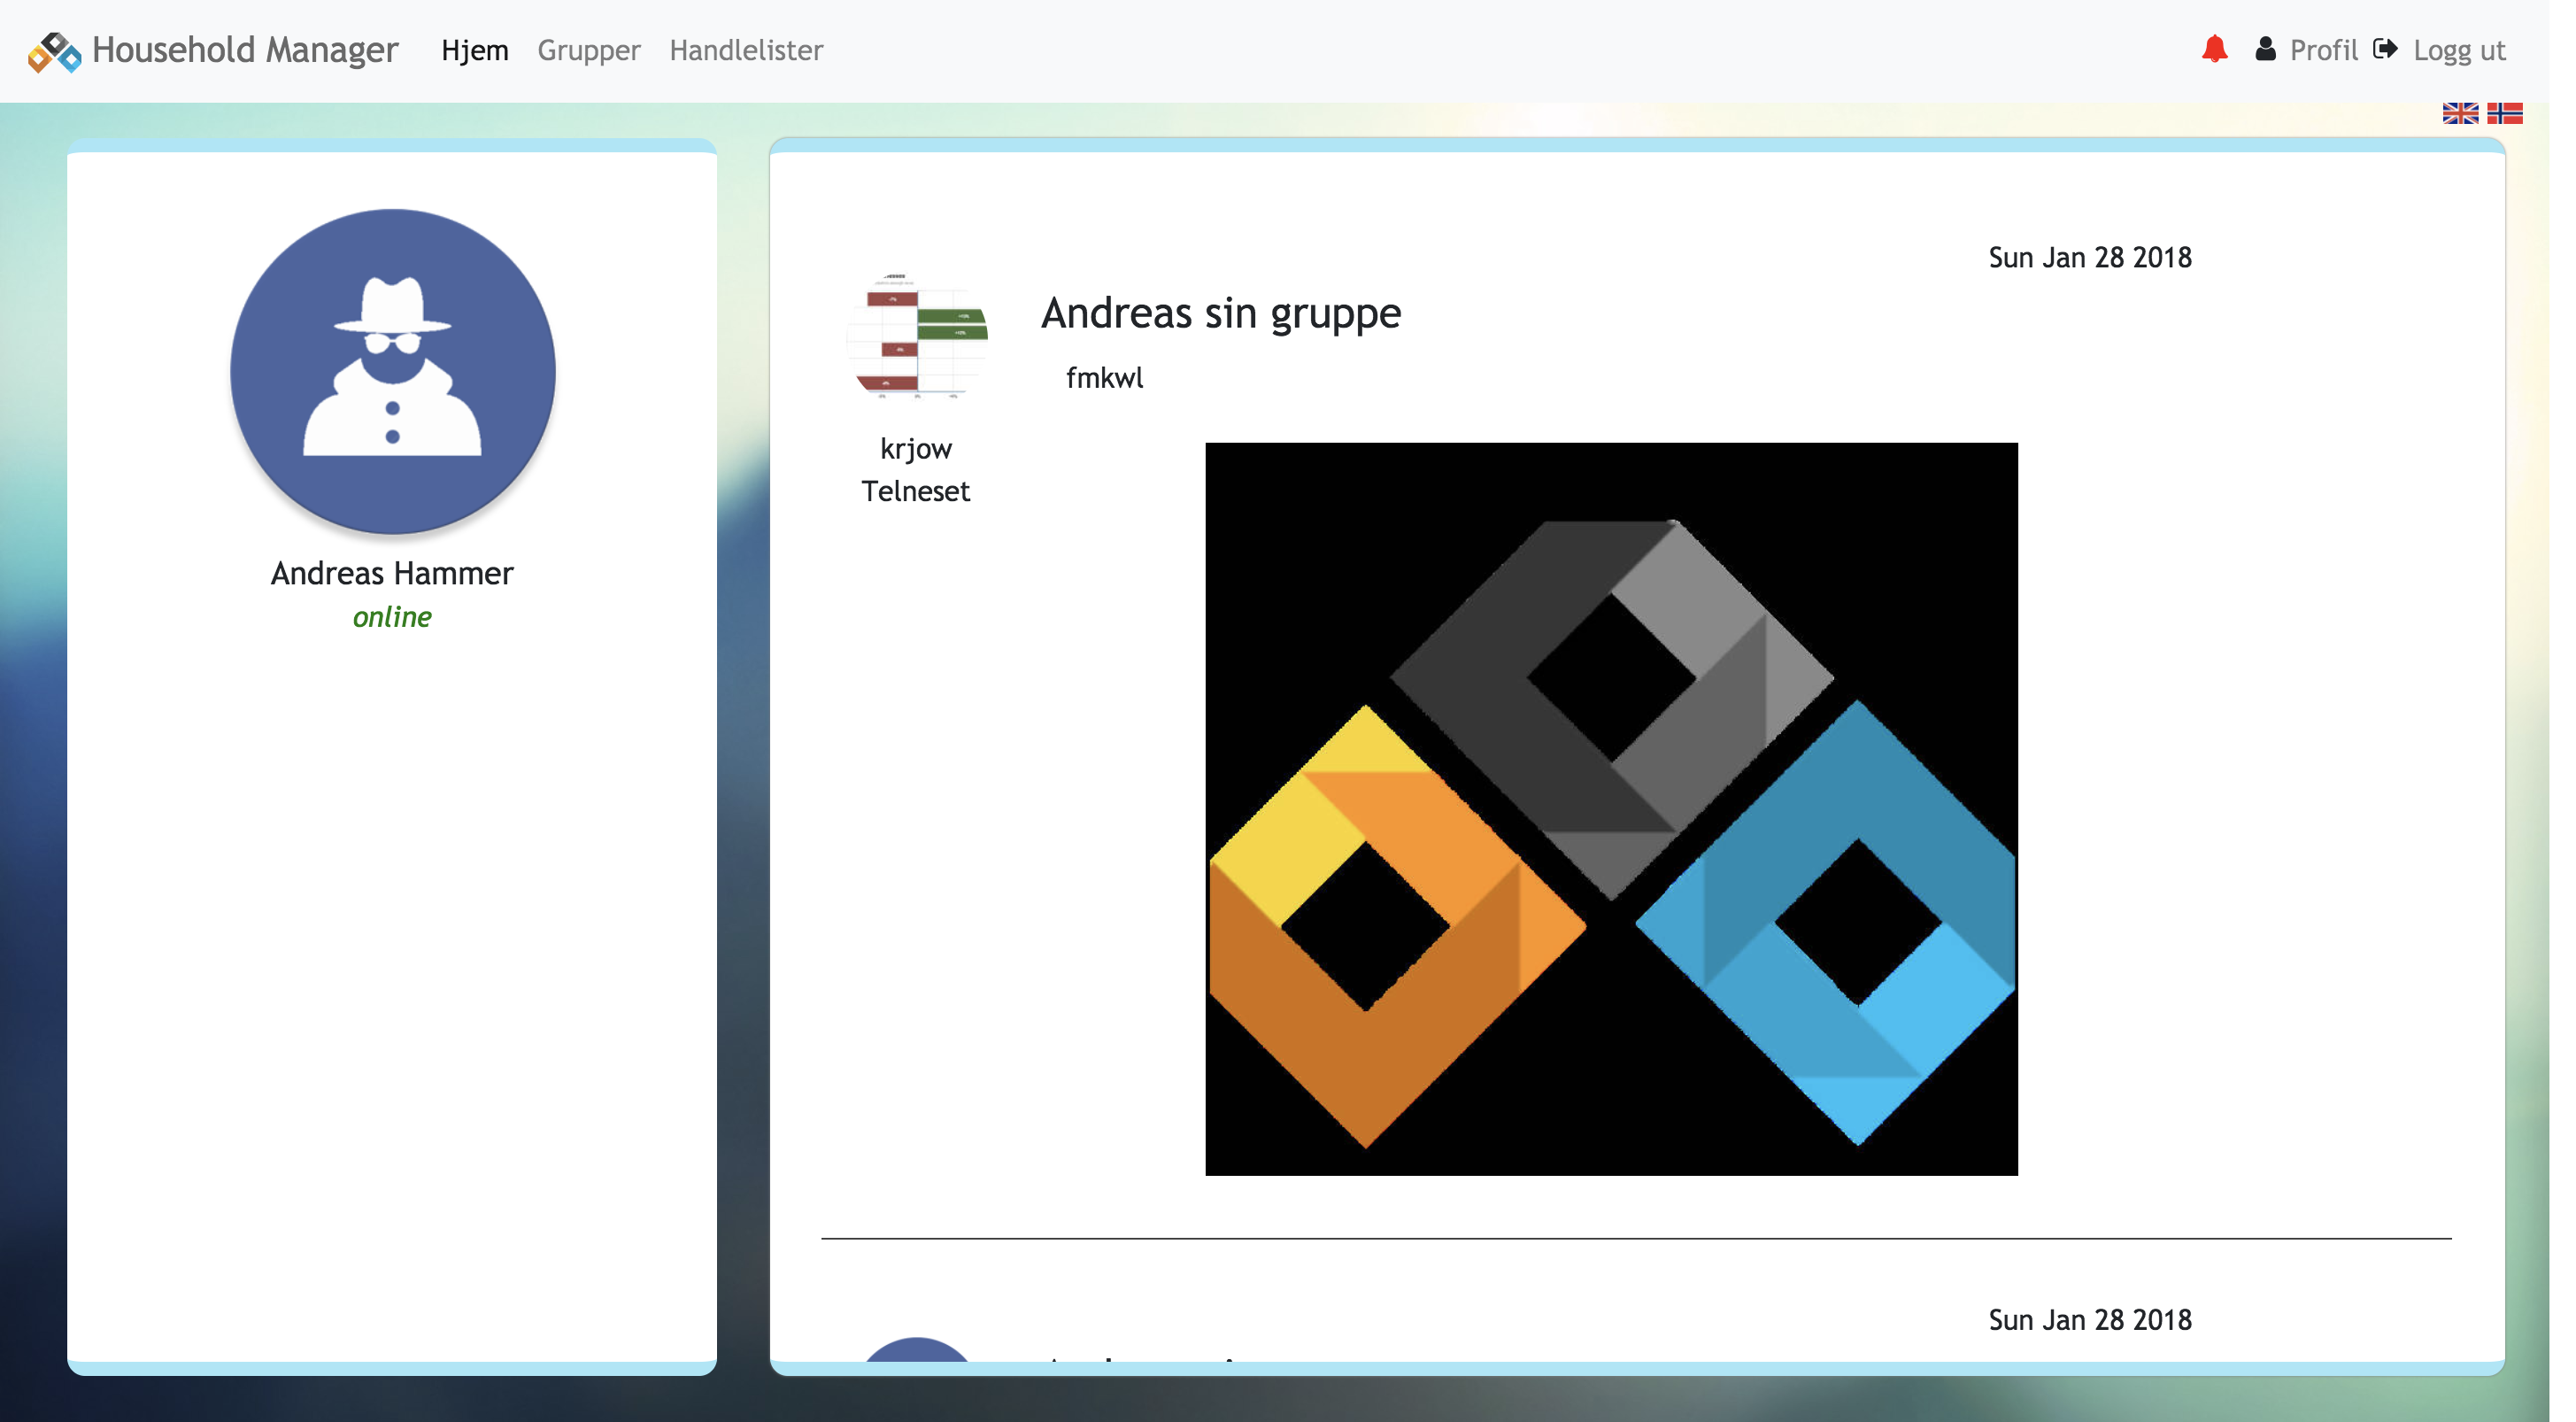 Household Manager
Hjem
Grupper
Handlelister
Profil
Logg ut
Andreas Hammer
online
Sun Jan 28 2018
Andreas sin gruppe
fmkwl
krjow
Telneset
Sun Jan 28 2018